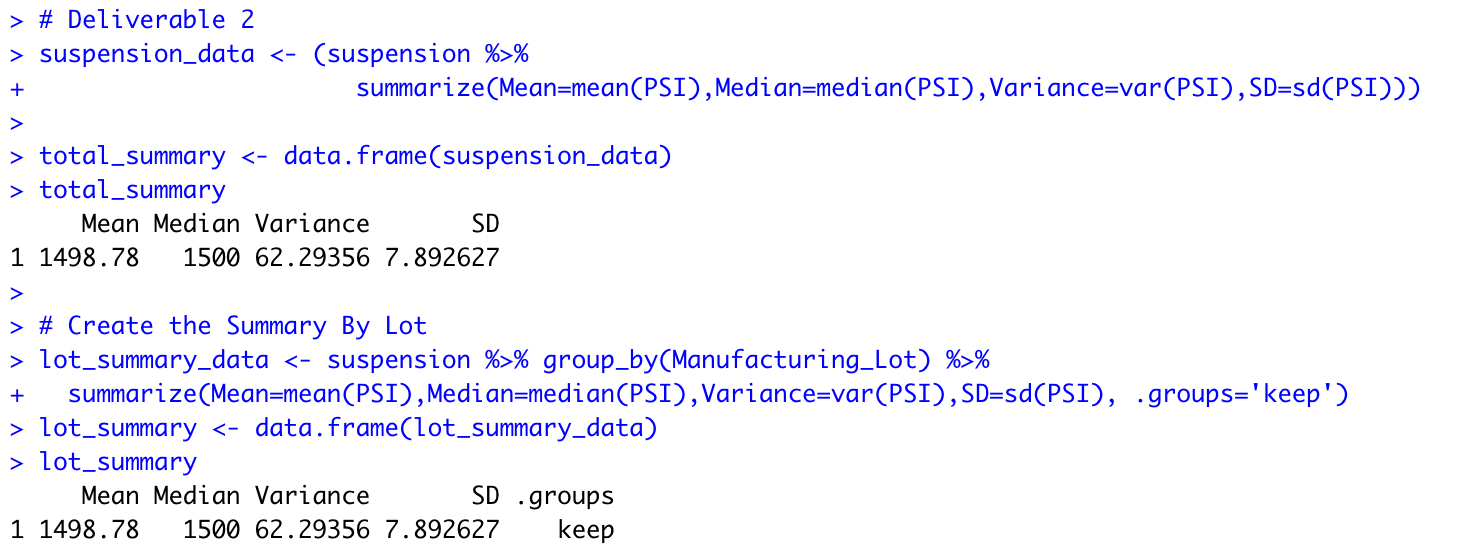 > # Deliverable 2
> suspension_data <- (suspension %>%
+                       summarize(Mean=mean(PSI),Median=median(PSI),Variance=var(PSI),SD=sd(PSI)))
>
> total_summary <- data.frame(suspension_data)
> total_summary
     Mean Median Variance       SD
1 1498.78   1500 62.29356 7.892627
>
> # Create the Summary By Lot
> lot_summary_data <- suspension %>% group_by(Manufacturing_Lot) %>%
+   summarize(Mean=mean(PSI),Median=median(PSI),Variance=var(PSI),SD=sd(PSI), .groups='keep')
> lot_summary <- data.frame(lot_summary_data)
> lot_summary
     Mean Median Variance       SD .groups
1 1498.78   1500 62.29356 7.892627    keep